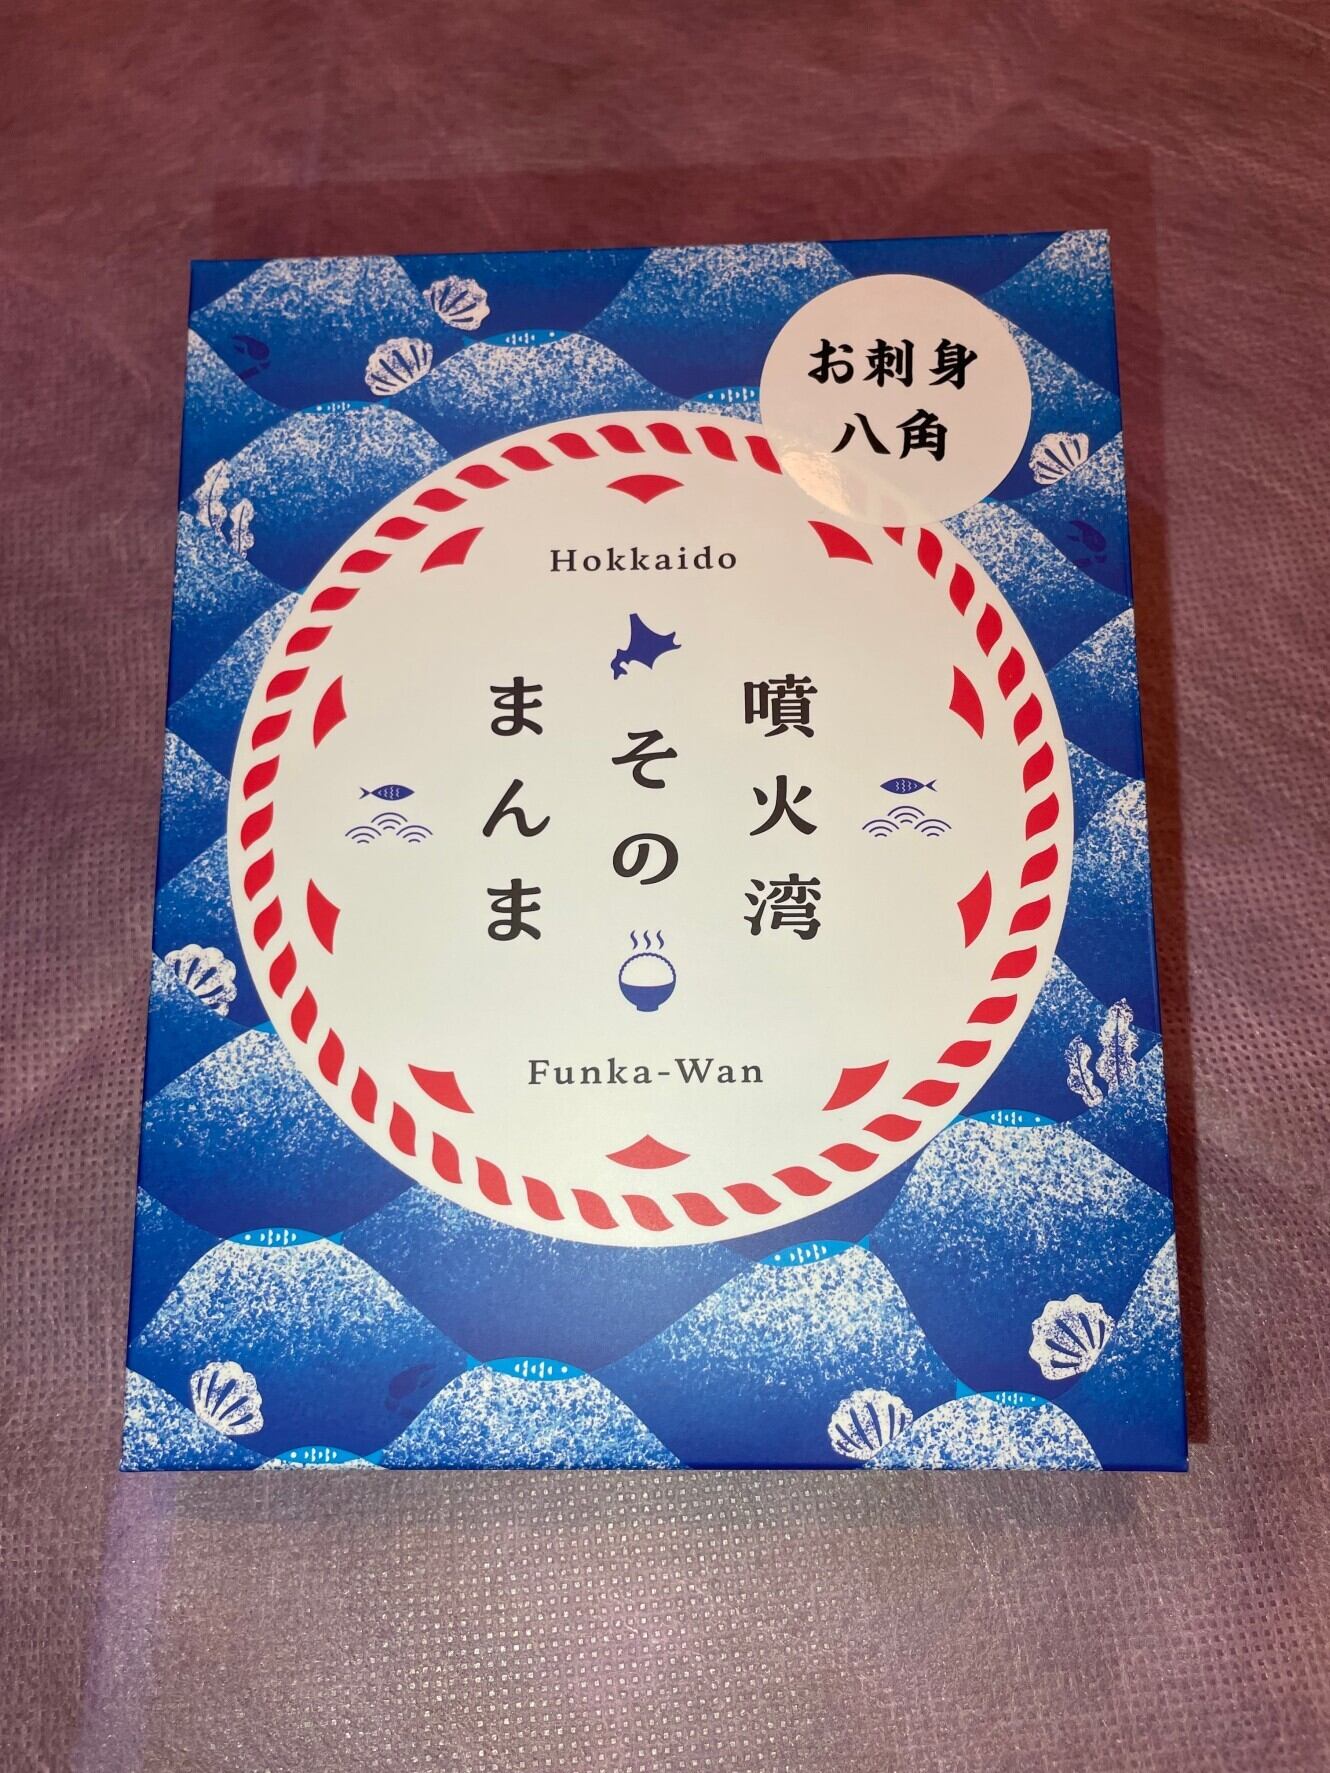 お刺身
八角
Hokkaido
噴火湾
その
まんま
Funka-Wan